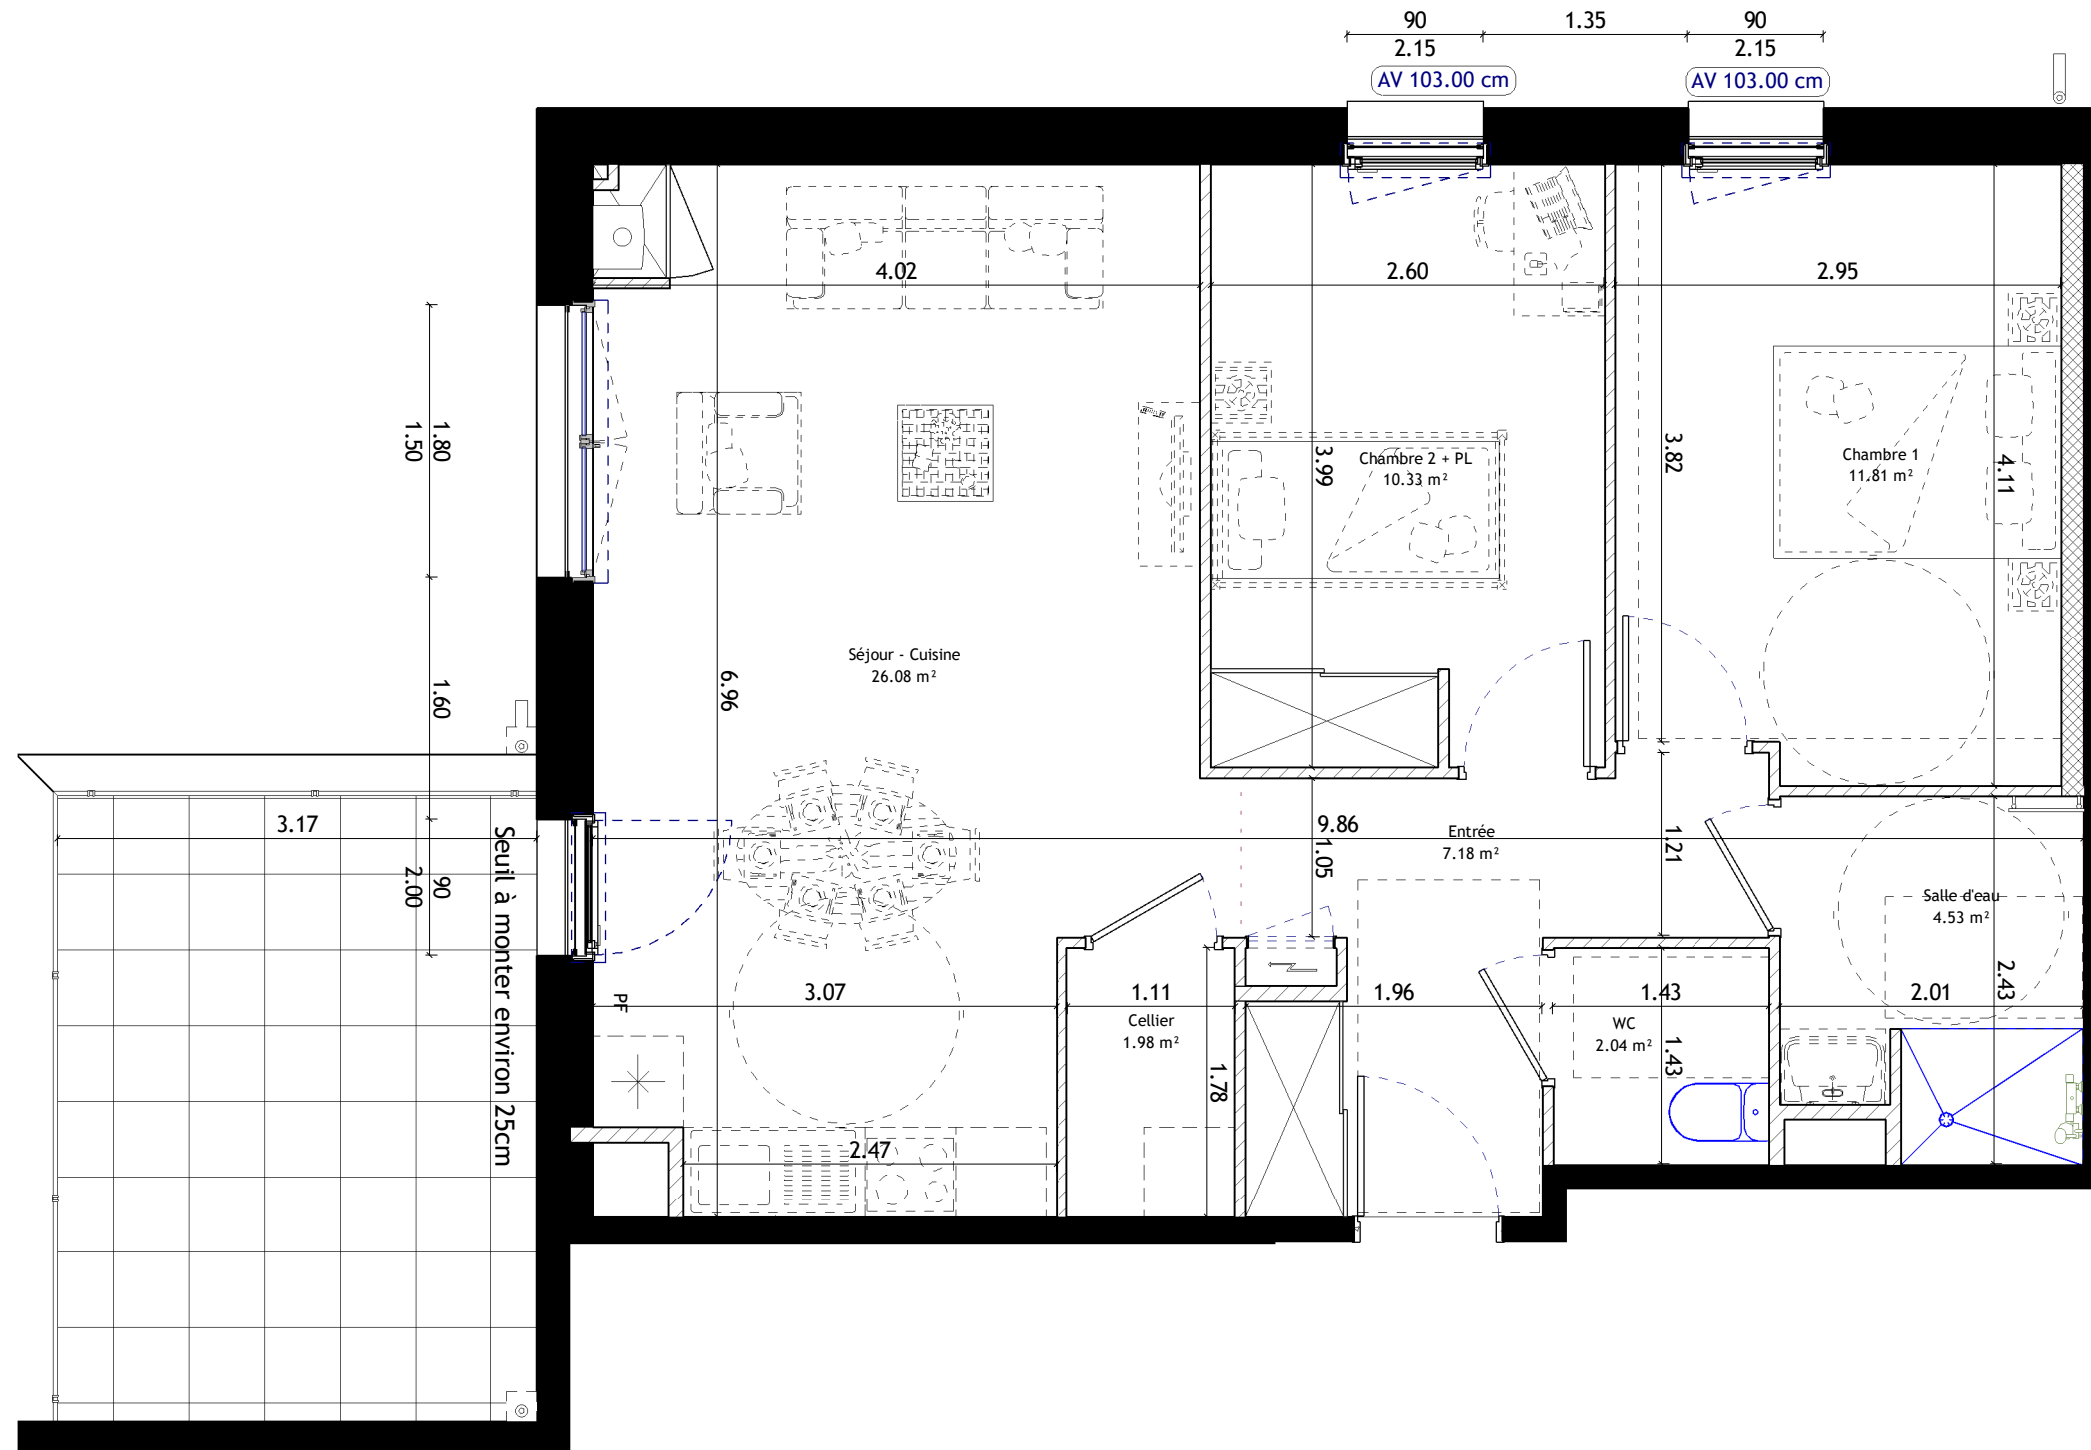 90
1.35
90
2.15
2.15
AV 103.00 cm
AV 103.00 cm
4.02
2.60
2.95
1.80
1.50
3.99
Chambre 2 + PL
10.33 m²
3.82
Chambre 1
11.81 m²
4.11
Séjour - Cuisine
26.08 m²
6.96
1.60
3.17
9.86
Entrée
7.18 m²
1.05
1.21
90
2.00
Seuil à monter environ 25cm
Salle d'eau
4.53 m²
PF
3.07
1.11
1.96
1.43
2.01
2.43
Cellier
1.98 m²
WC
2.04 m²
1.43
1.78
2.47